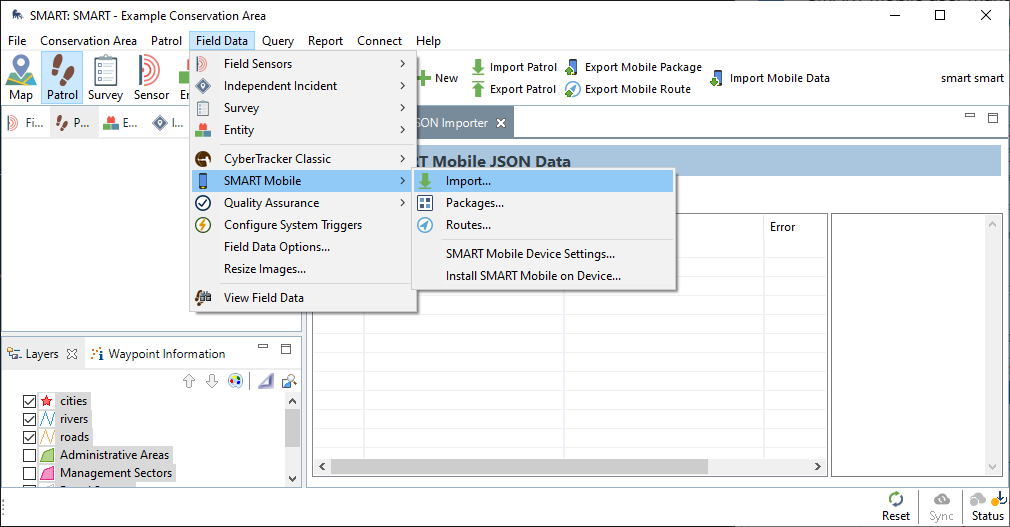 SMART: SMART - Example Conservation Area
File Conservation Area Patrol Field Data Query Report Connect Help
Map Patrol Survey Sensor
New
Import Patrol
Export Patrol
Export Mobile Package
Export Mobile Route
Import Mobile Data
smart smart
Fi... P... E... I...
SON Importer
Field Sensors
Independent Incident
Survey
Entity
CyberTracker Classic
SMART Mobile
Quality Assurance
Configure System Triggers
Field Data Options...
Resize Images...
View Field Data
Import...
Packages...
Routes...
SMART Mobile Device Settings...
Install SMART Mobile on Device...
Mobile JSON Data
Error
Layers Waypoint Information
cities
rivers
roads
Administrative Areas
Management Sectors
Reset Sync Status